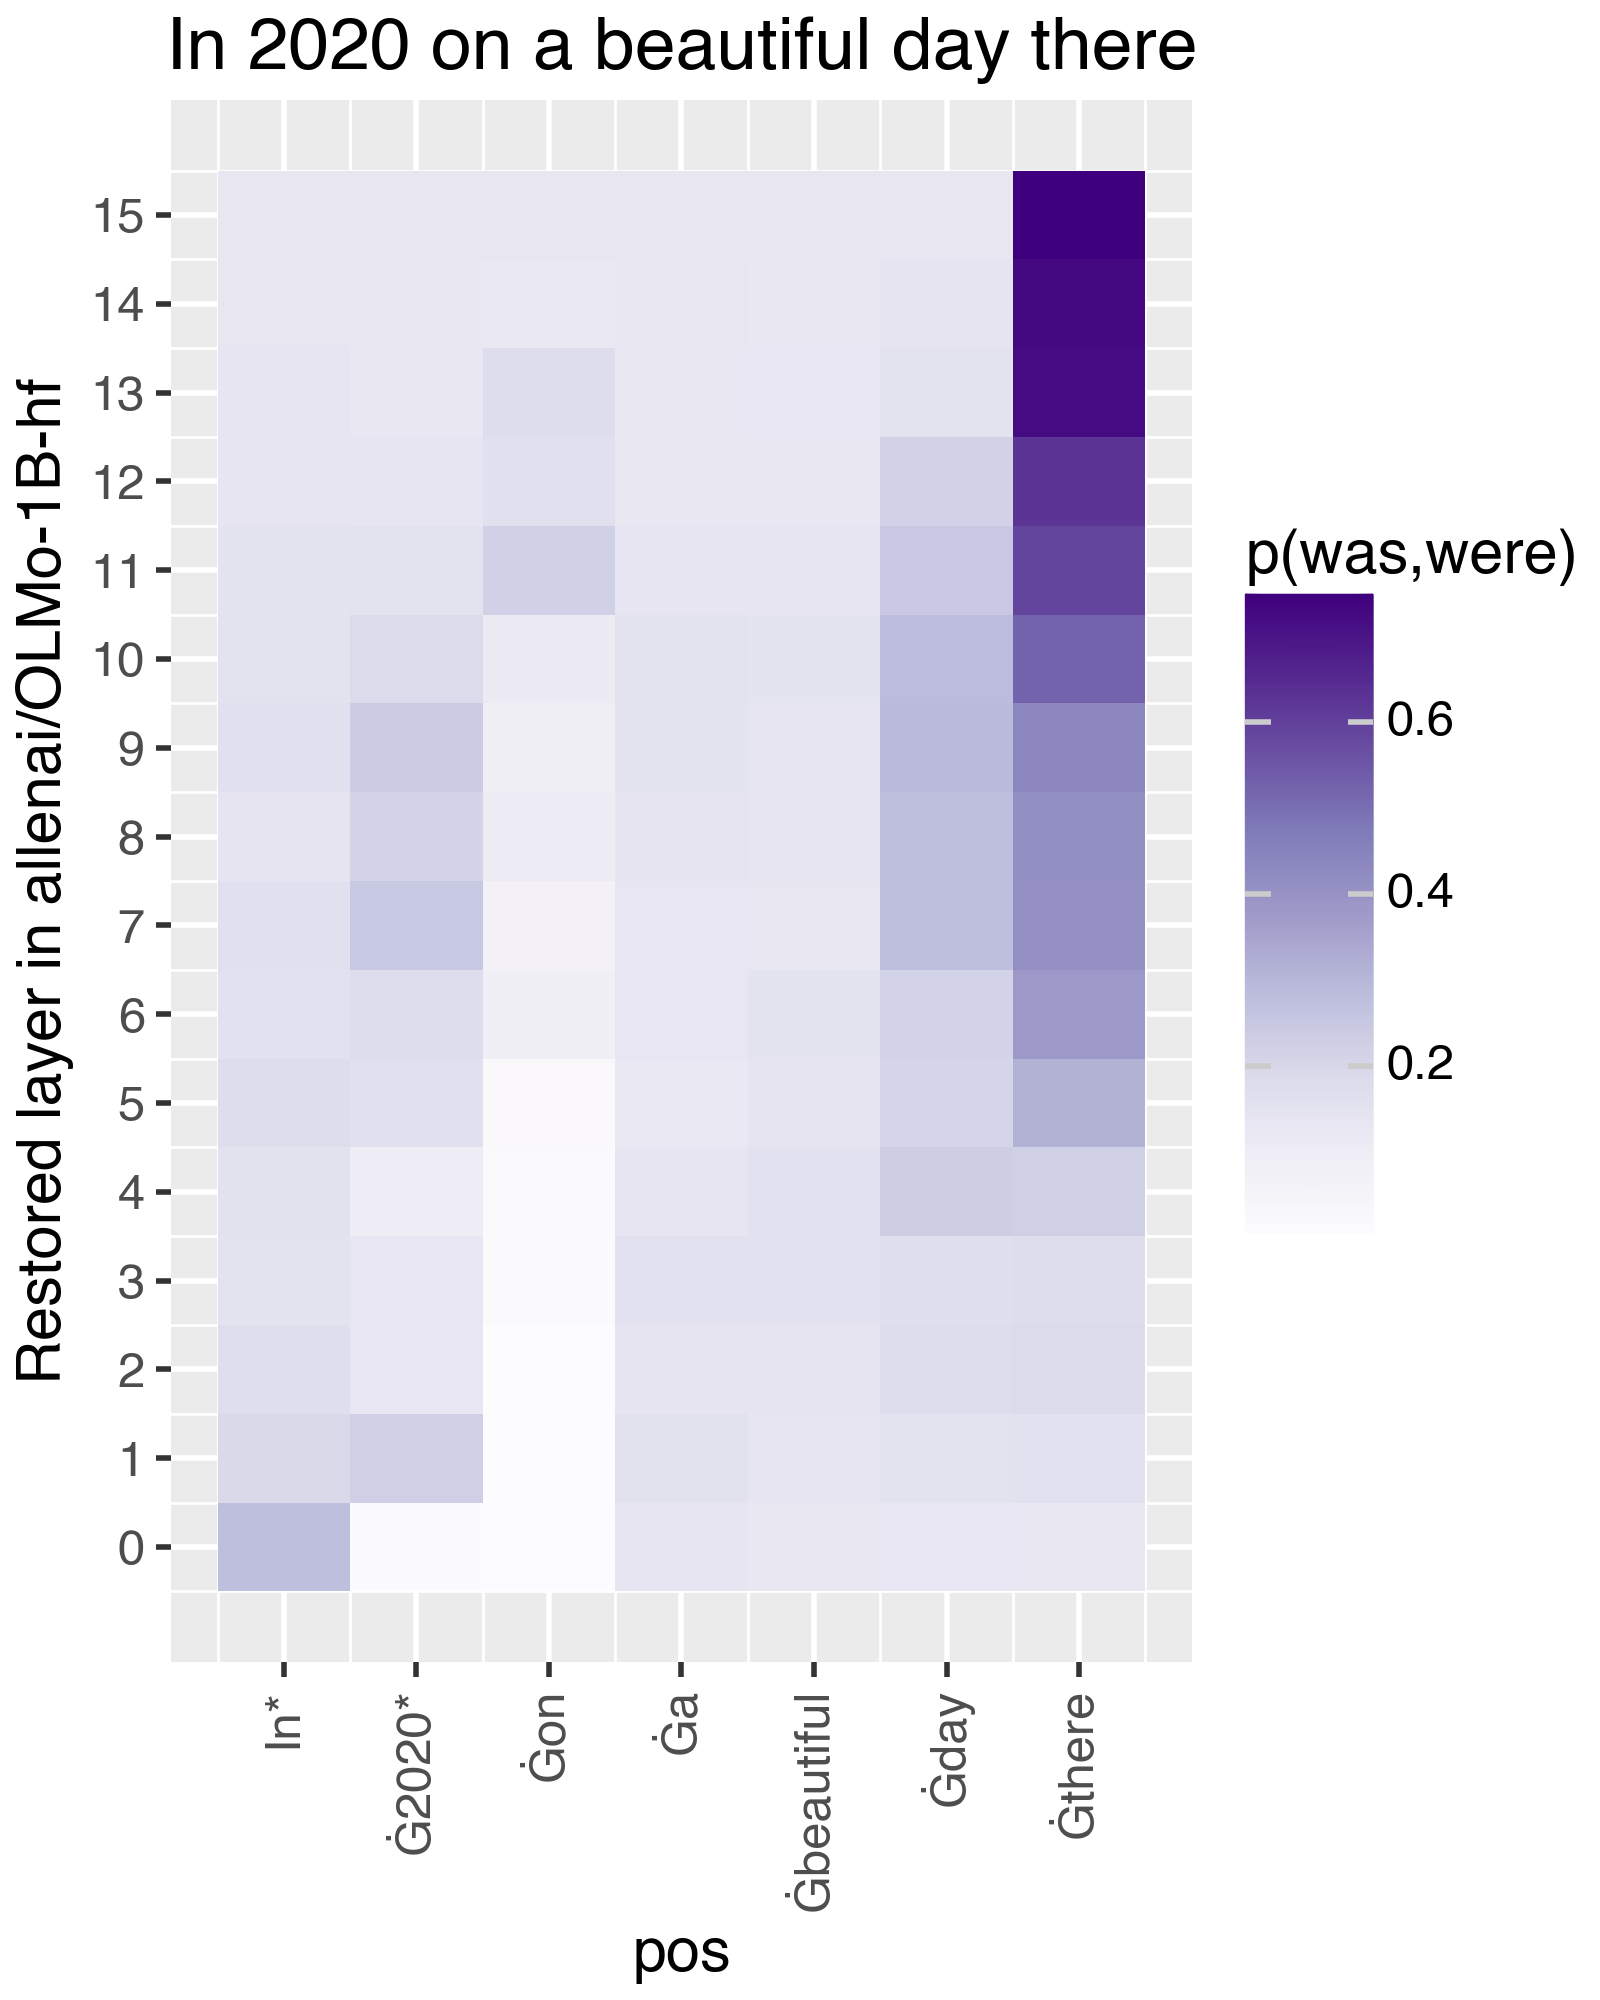 In 2020 on a beautiful day there
Restored layer in allenai/OLMo-1B-hf
15
14
13
12
11
10
9
8
7
6
5
4
3
2
1
0
In*
Ġ2020*
Ġon
Ġa
Ġbeautiful
Ġday
Ġthere
pos
p(was,were)
0.6
0.4
0.2